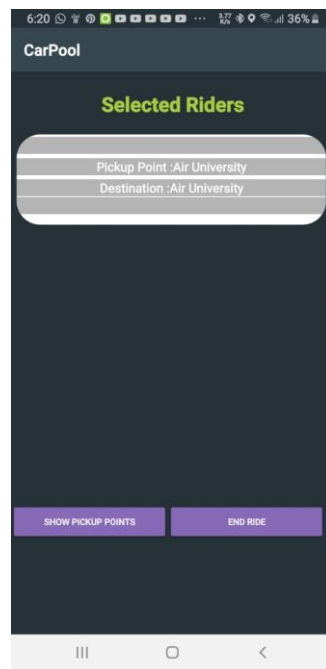 6:20 ... 36%
CarPool
Selected Riders
Pickup Point :Air University
Destination :Air University
SHOW PICKUP POINTS
END RIDE